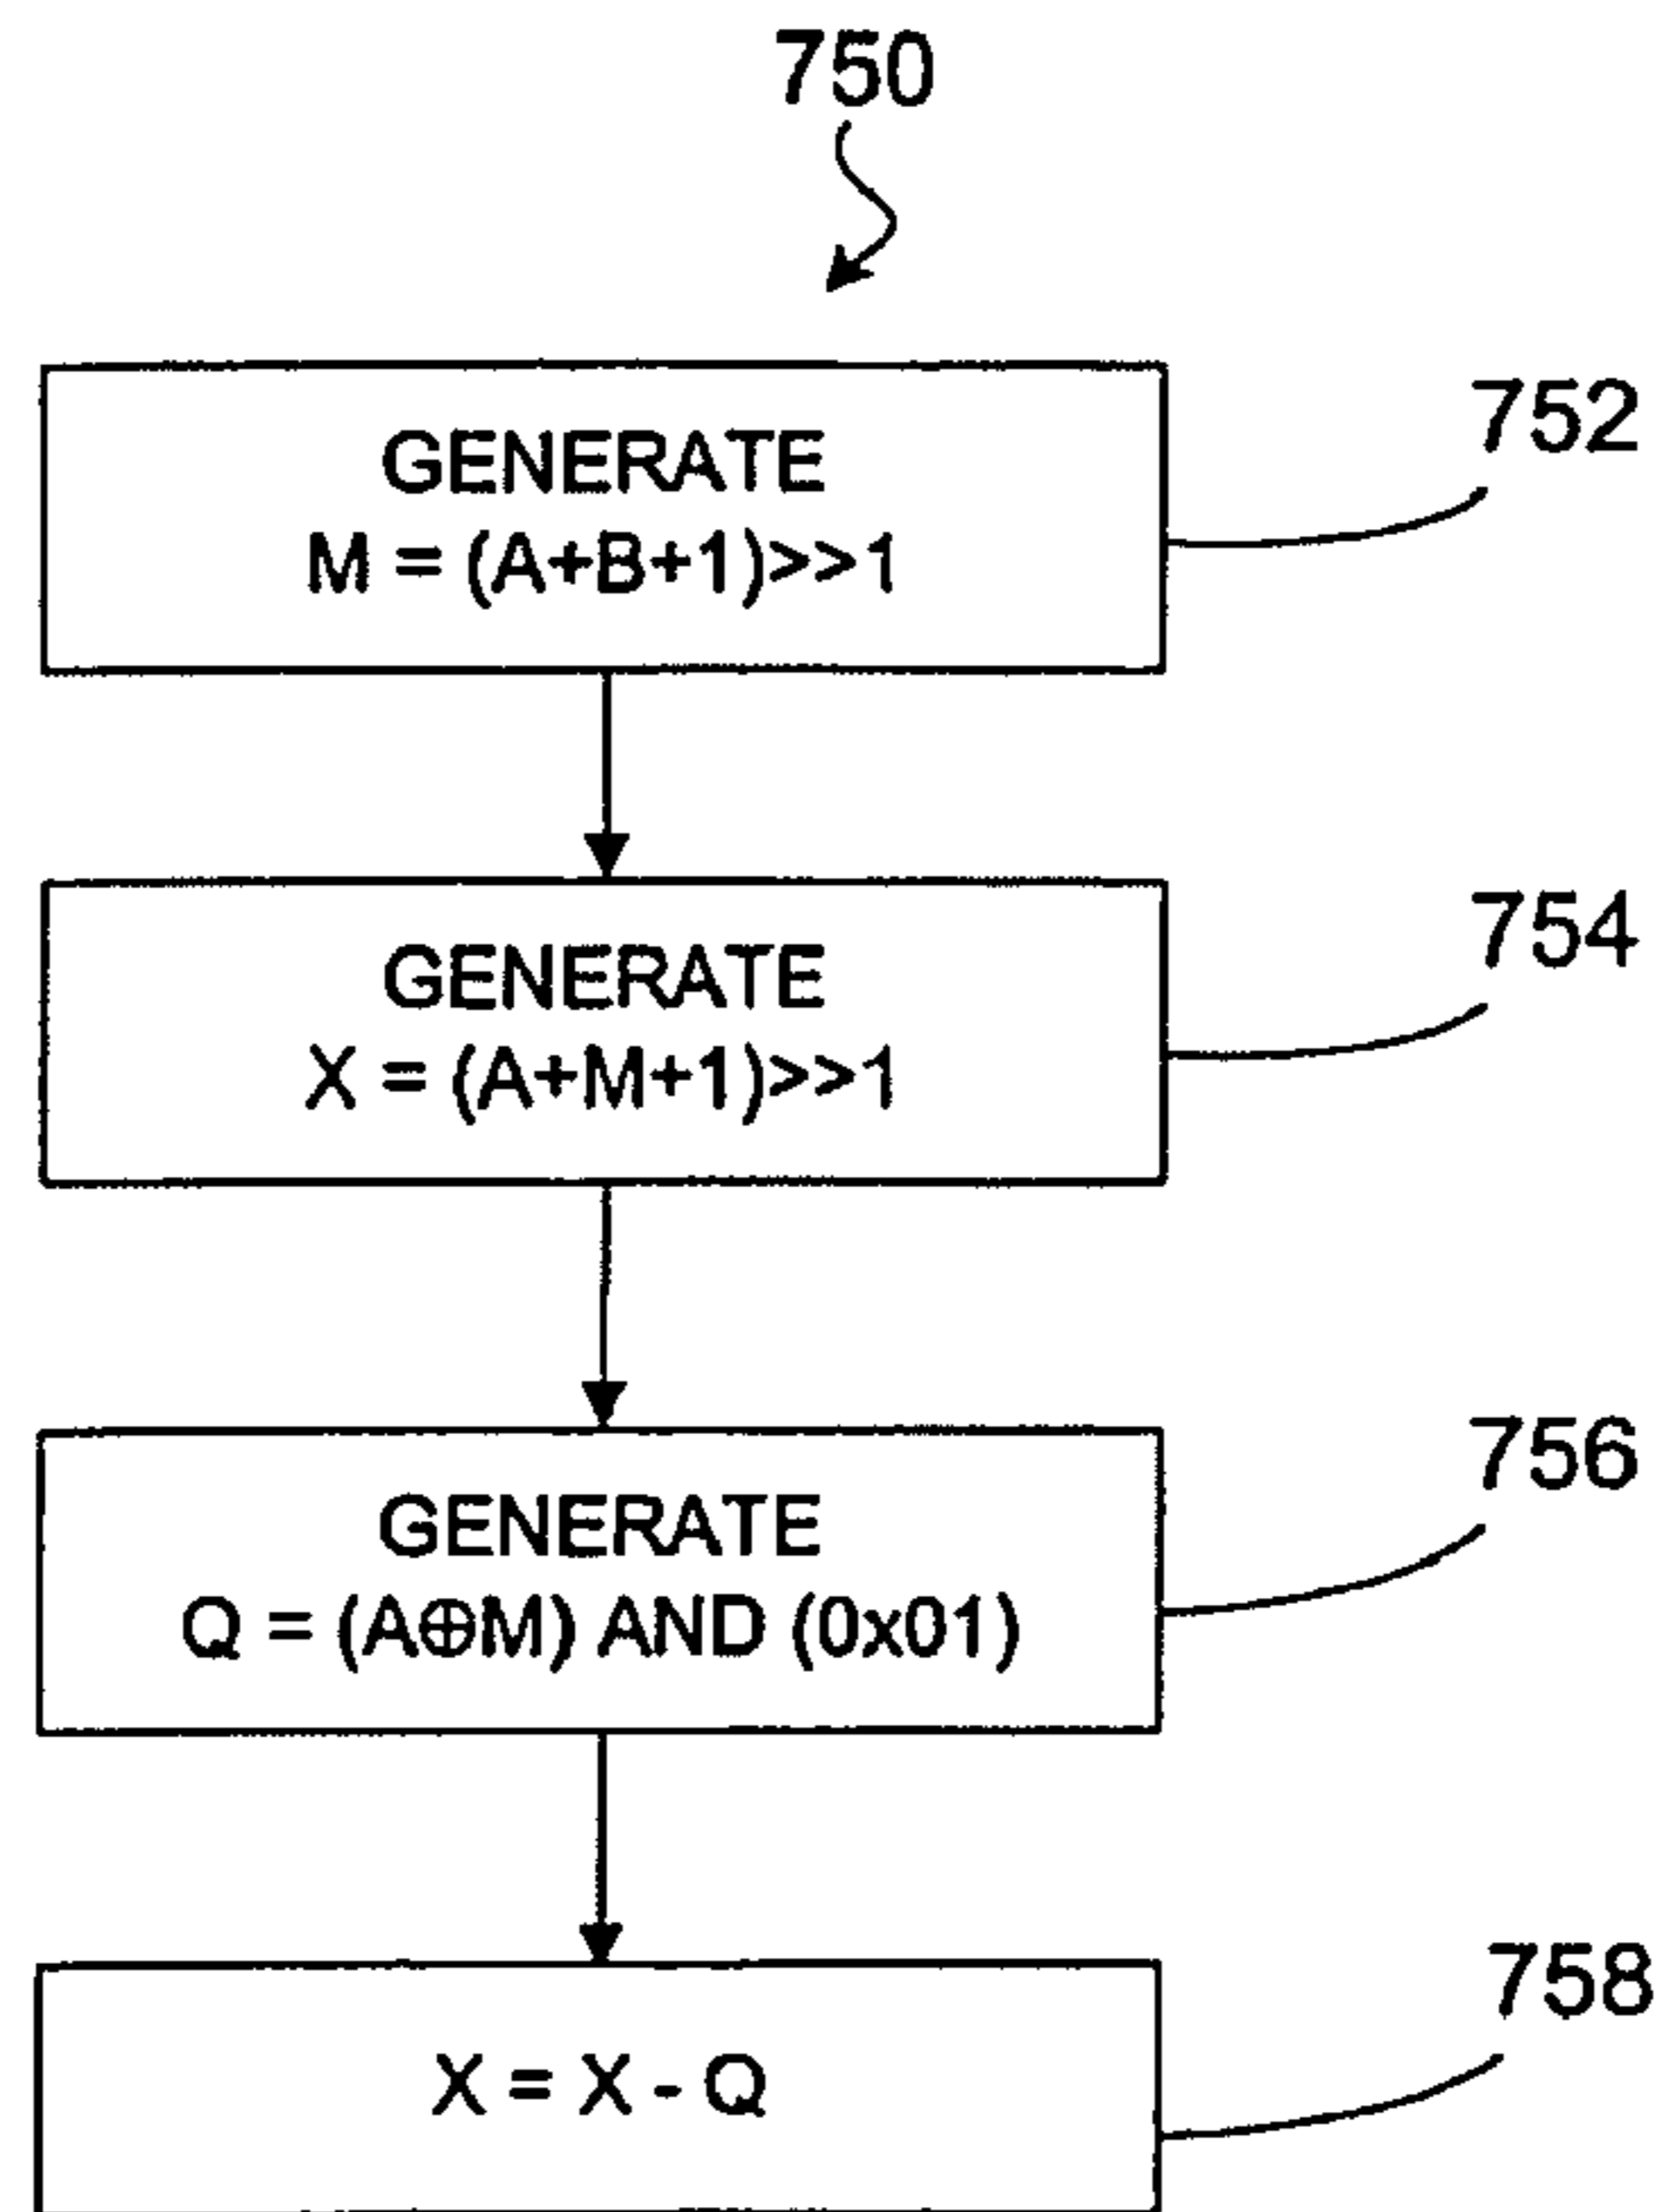 750
GENERATE
M = (A+B+1)>>1
752
GENERATE
X = (A+M+1)>>1
754
GENERATE
Q = (A⊕M) AND (0x01)
756
X = X - Q
758